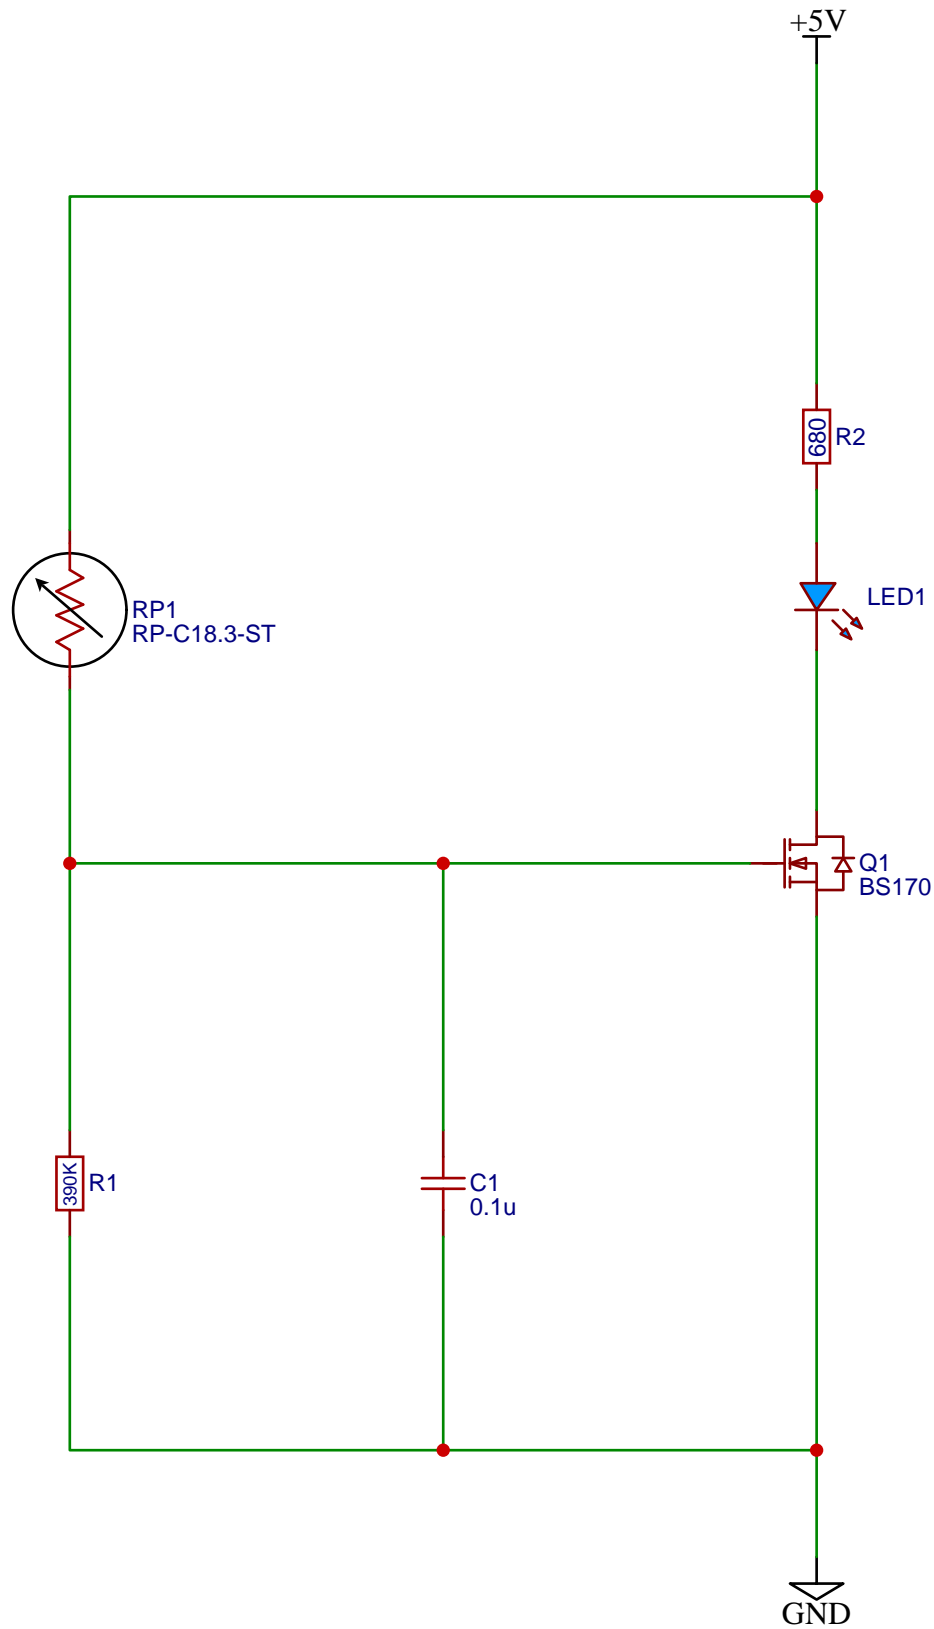 +5V
680
R2
RP1
RP-C18.3-ST
LED1
Q1
BS170
390K
R1
C1
0.1u
GND